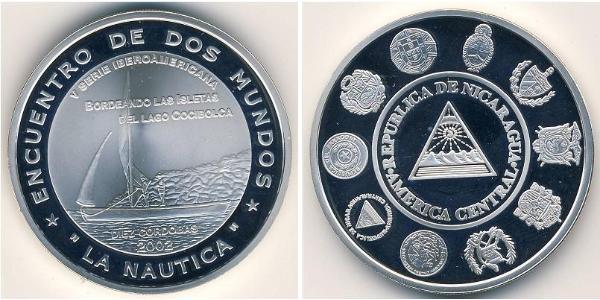 ENCUENTRO DE DOS MUNDOS
V SERIE IBEROAMERICANA
BORDEANDO LAS ISLETAS
DEL LAGO COCIBOLCA
DIEZ CORDOBAS
2002
★ "LA NAUTICA" ★
REPUBLICA DE NICARAGUA
AMERICA CENTRAL